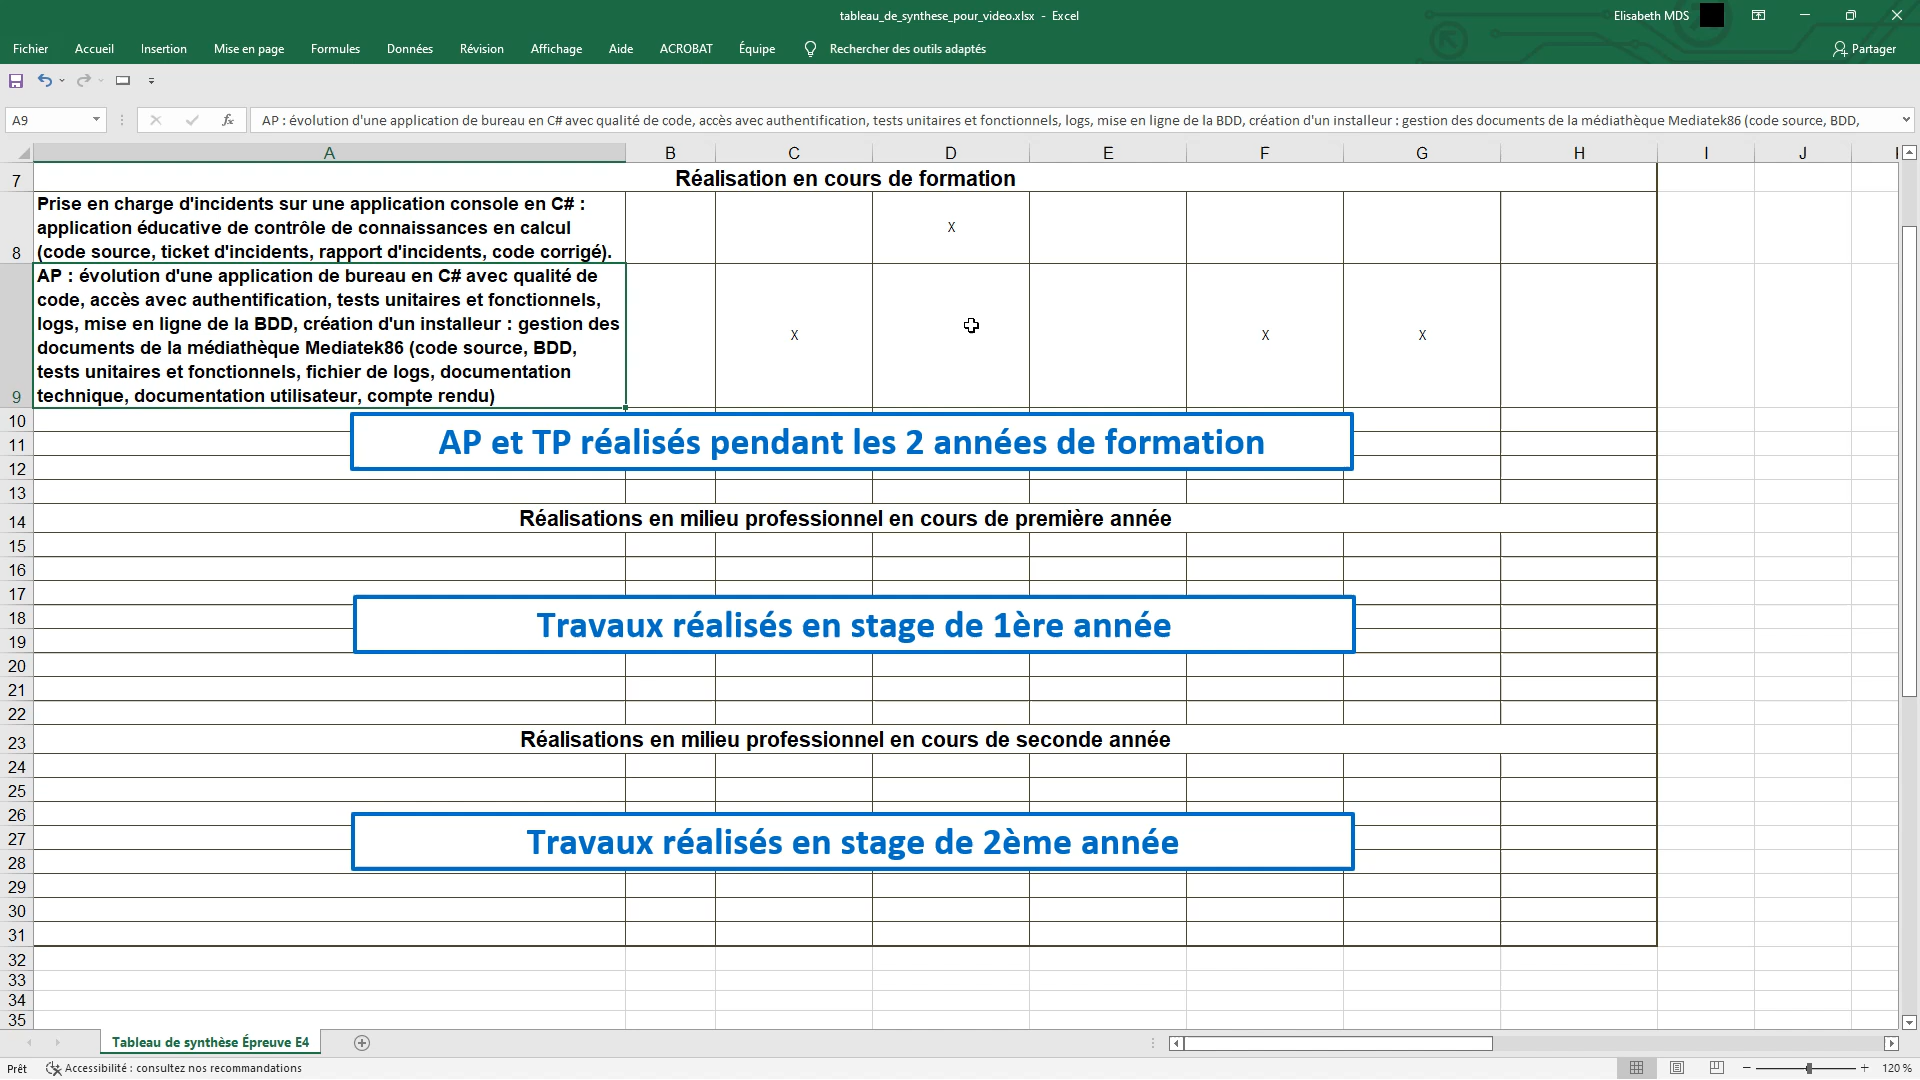 tableau_de_synthese_pour_video.xlsx - Excel
Elisabeth MDS
Fichier Accueil Insertion Mise en page Formules Données Révision Affichage Aide ACROBAT Équipe Rechercher des outils adaptés Partager
A9 fx AP : évolution d'une application de bureau en C# avec qualité de code, accès avec authentification, tests unitaires et fonctionnels, logs, mise en ligne de la BDD, création d'un installeur : gestion des documents de la médiathèque Mediatek86 (code source, BDD,
A B C D E F G H I J
7 Réalisation en cours de formation
Prise en charge d'incidents sur une application console en C# :
application éducative de contrôle de connaissances en calcul X
8 (code source, ticket d'incidents, rapport d'incidents, code corrigé).
AP : évolution d'une application de bureau en C# avec qualité de
code, accès avec authentification, tests unitaires et fonctionnels,
logs, mise en ligne de la BDD, création d'un installeur : gestion des X X X
documents de la médiathèque Mediatek86 (code source, BDD,
tests unitaires et fonctionnels, fichier de logs, documentation
9 technique, documentation utilisateur, compte rendu)
10
11 AP et TP réalisés pendant les 2 années de formation
12
13
14 Réalisations en milieu professionnel en cours de première année
15
16
17
18 Travaux réalisés en stage de 1ère année
19
20
21
22
23 Réalisations en milieu professionnel en cours de seconde année
24
25
26
27 Travaux réalisés en stage de 2ème année
28
29
30
31
32
33
34
35
Tableau de synthèse Épreuve E4
Prêt Accessibilité : consultez nos recommandations 120 %